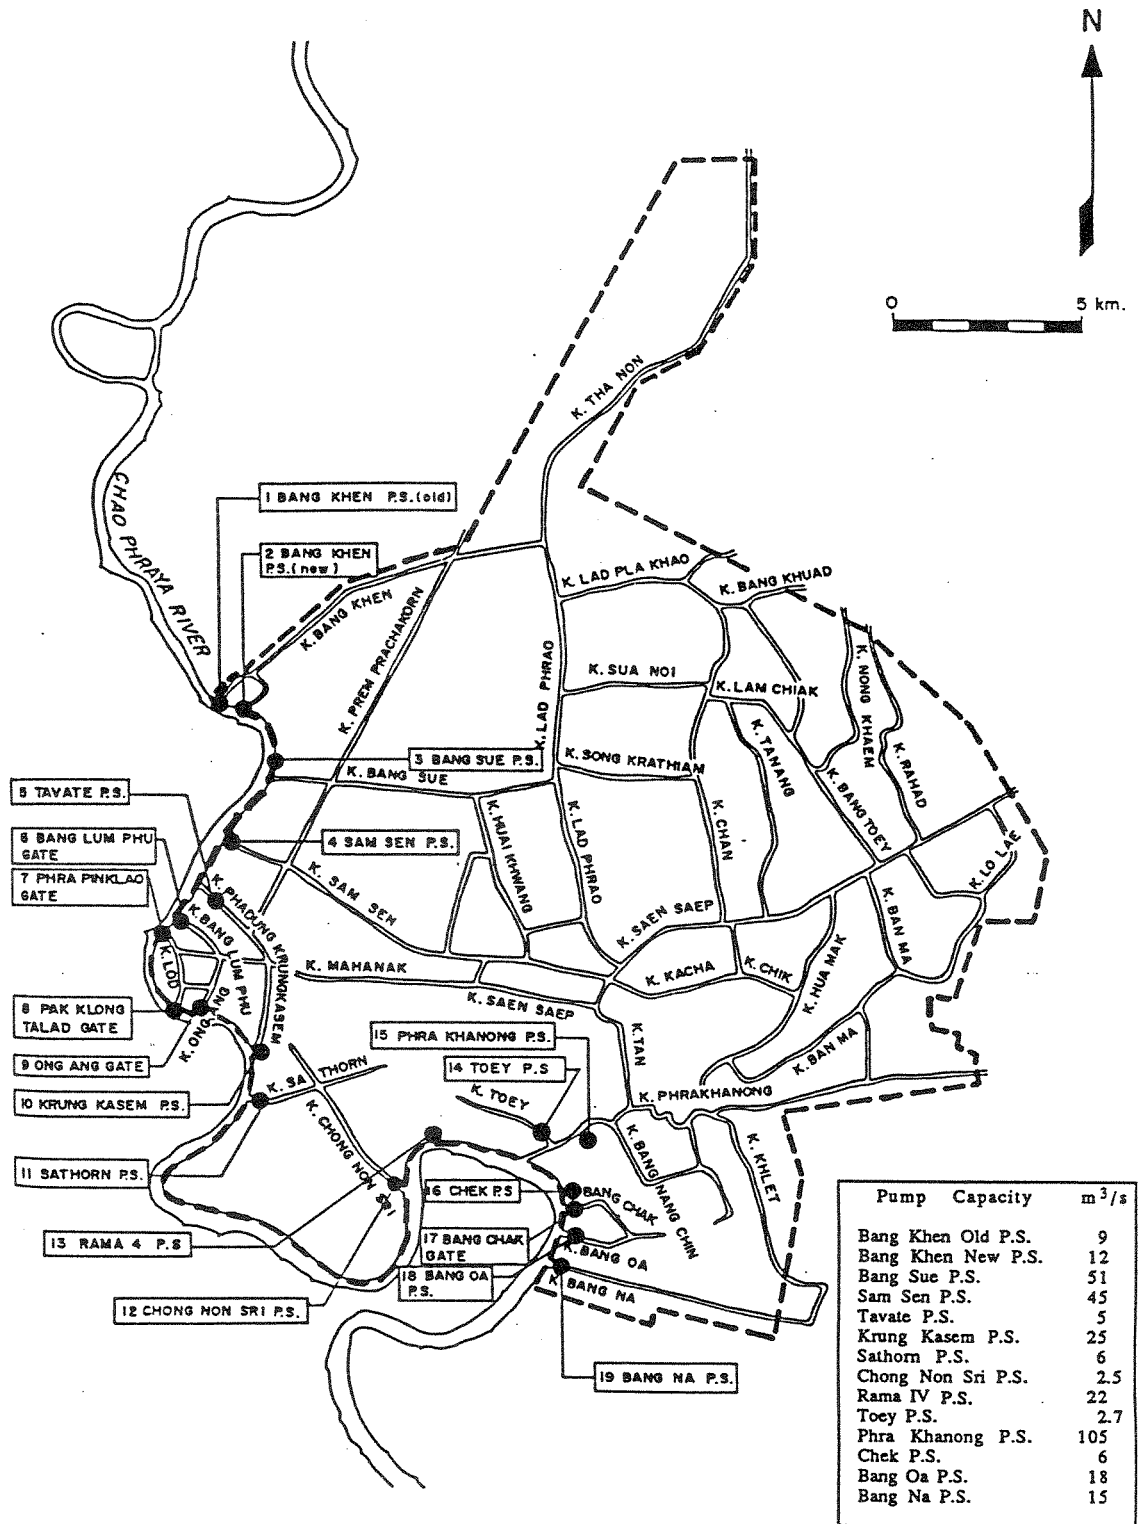 N
0 5 km.
CHAO PHRAYA RIVER
K. THA NON
1 BANG KHEN P.S.(old)
2 BANG KHEN
P.S.(new)
K. BANG KHEN
K. PREM PRACHAKORN
K. LAD PLA KHAO
K. BANG KHUAD
K. SUA NOI
K. LAM CHIAK
K. NONG KHAEM
K. RAHAD
K. LAD PHRAO
K. TANANG
K. SONG KRATHIAM
K. BANG TOEY
3 BANG SUE P.S.
K. BANG SUE
5 TAVATE P.S.
6 BANG LUM PHU
GATE
7 PHRA PINKLAO
GATE
4 SAM SEN P.S.
K. HUAI KHWANG
K. LAD PHRAO
K. CHAN
K. LO LAE
K. SAM SEN
K. PHADUNG KRUNGKASEM
K. BANG LUM PHU
K. LOD
K. SAEN SAEP
K. BAN MA
K. HUA MAK
K. MAHANAK
K. KACHA
K. CHIK
K. SAEN SAEP
8 PAK KLONG
TALAD GATE
K. ONG ANG
9 ONG ANG GATE
10 KRUNG KASEM P.S.
11 SATHORN P.S.
K. SATHORN
15 PHRA KHANONG P.S.
K. TAN
K. BAN MA
14 TOEY P.S
K. TOEY
K. PHRAKHANONG
K. CHONG NON SRI
K. BANG NANG CHIN
K. KHLET
16 CHEK P.S
BANG CHAK
13 RAMA 4 P.S
17 BANG CHAK
GATE
K. BANG OA
18 BANG OA
P.S.
K BANG NA
12 CHONG NON SRI P.S.
19 BANG NA P.S.
Pump Capacity m³/s
Bang Khen Old P.S. 9
Bang Khen New P.S. 12
Bang Sue P.S. 51
Sam Sen P.S. 45
Tavate P.S. 5
Krung Kasem P.S. 25
Sathorn P.S. 6
Chong Non Sri P.S. 2.5
Rama IV P.S. 22
Toey P.S. 2.7
Phra Khanong P.S. 105
Chek P.S. 6
Bang Oa P.S. 18
Bang Na P.S. 15